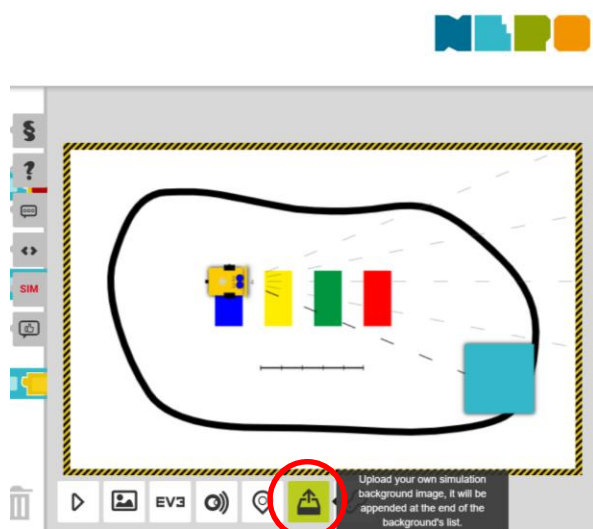 NEPO
§
?
<>
SIM
EV3
Upload your own simulation
background image, it will be
appended at the end of the
background's list.